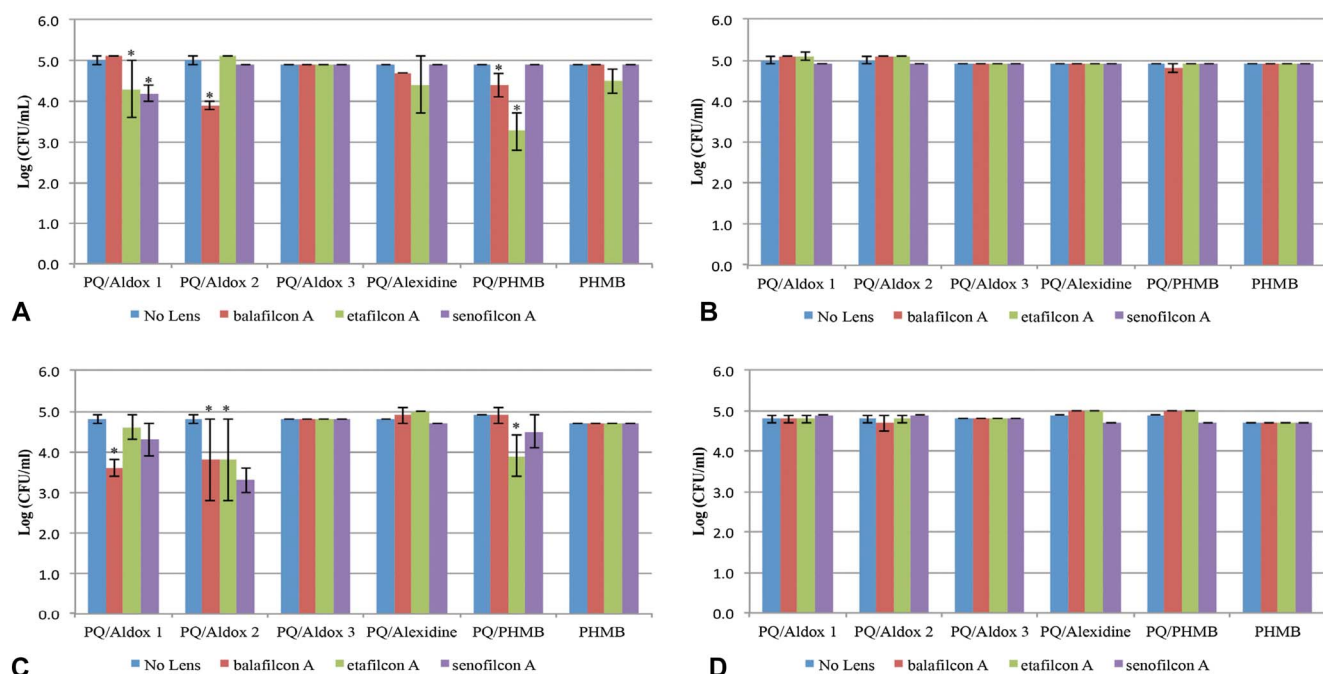 Log (CFU/mL)
6.0
5.0
4.0
3.0
2.0
1.0
0.0
* * * * *
PQ/Aldox 1 PQ/Aldox 2 PQ/Aldox 3 PQ/Alexidine PQ/PHMB PHMB
A
No Lens balafilcon A etafilcon A senofilcon A
Log (CFU/ml)
6.0
5.0
4.0
3.0
2.0
1.0
0.0
PQ/Aldox 1 PQ/Aldox 2 PQ/Aldox 3 PQ/Alexidine PQ/PHMB PHMB
B
No Lens balafilcon A etafilcon A senofilcon A
Log (CFU/ml)
6.0
5.0
4.0
3.0
2.0
1.0
0.0
* * * *
PQ/Aldox 1 PQ/Aldox 2 PQ/Aldox 3 PQ/Alexidine PQ/PHMB PHMB
C
No Lens balafilcon A etafilcon A senofilcon A
Log (CFU/ml)
6.0
5.0
4.0
3.0
2.0
1.0
0.0
PQ/Aldox 1 PQ/Aldox 2 PQ/Aldox 3 PQ/Alexidine PQ/PHMB PHMB
D
No Lens balafilcon A etafilcon A senofilcon A